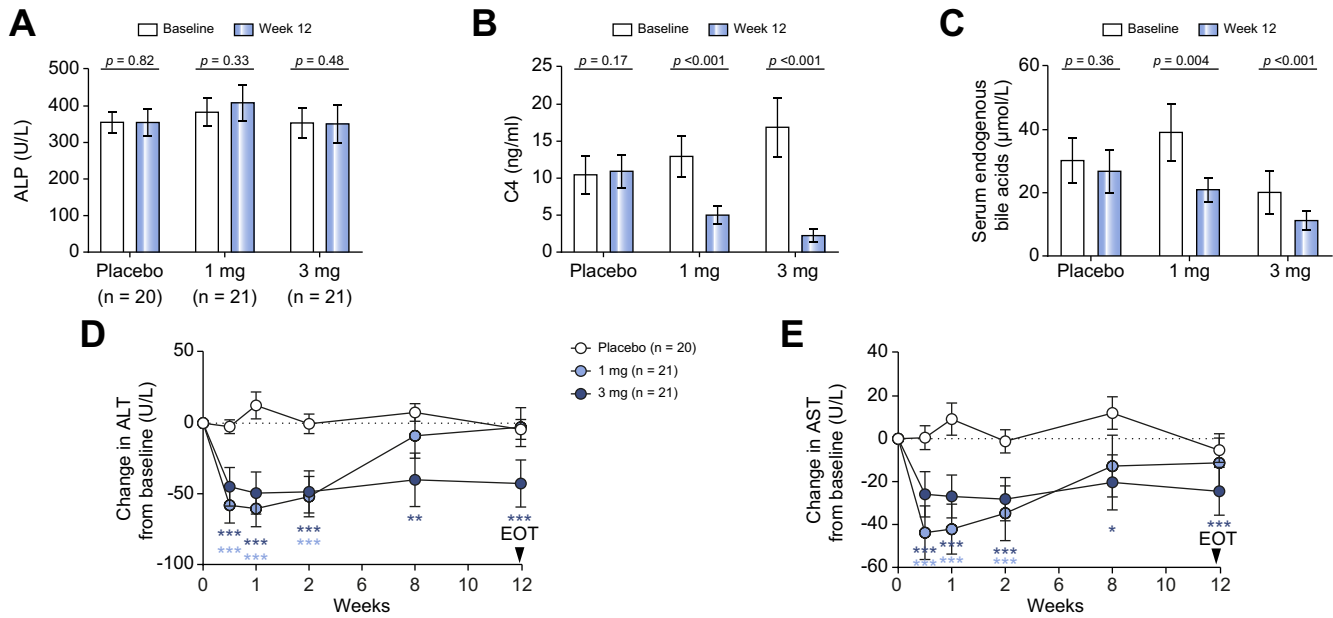 A
Baseline
Week 12
p = 0.82
p = 0.33
p = 0.48
ALP (U/L)
500
400
300
200
100
0
Placebo
(n = 20)
1 mg
(n = 21)
3 mg
(n = 21)
B
Baseline
Week 12
p = 0.17
p <0.001
p <0.001
C4 (ng/ml)
25
20
15
10
5
0
Placebo
1 mg
3 mg
C
Baseline
Week 12
p = 0.36
p = 0.004
p <0.001
Serum endogenous
bile acids (μmol/L)
60
40
20
0
Placebo
1 mg
3 mg
D
Change in ALT
from baseline (U/L)
50
0
-50
-100
***
***
***
***
***
***
**
***
EOT
0
1
2
8
10
12
Weeks
Placebo (n = 20)
1 mg (n = 21)
3 mg (n = 21)
E
Change in AST
from baseline (U/L)
40
20
0
-20
-40
-60
***
***
***
***
***
***
*
***
EOT
0
1
2
8
10
12
Weeks